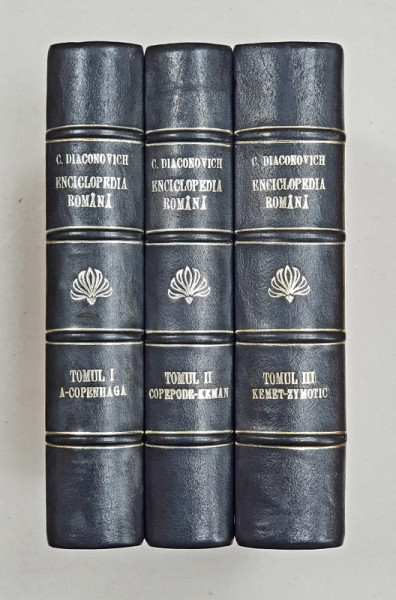 C. DIACONOVICH
ENCICLOPEDIA
ROMÂNĂ
TOMUL I
A-COPENHAGA
C. DIACONOVICH
ENCICLOPEDIA
ROMÂNĂ
TOMUL II
COPEPODE-KEMAN
C. DIACONOVICH
ENCICLOPEDIA
ROMÂNĂ
TOMUL III
KEMET-ZYMOTIC